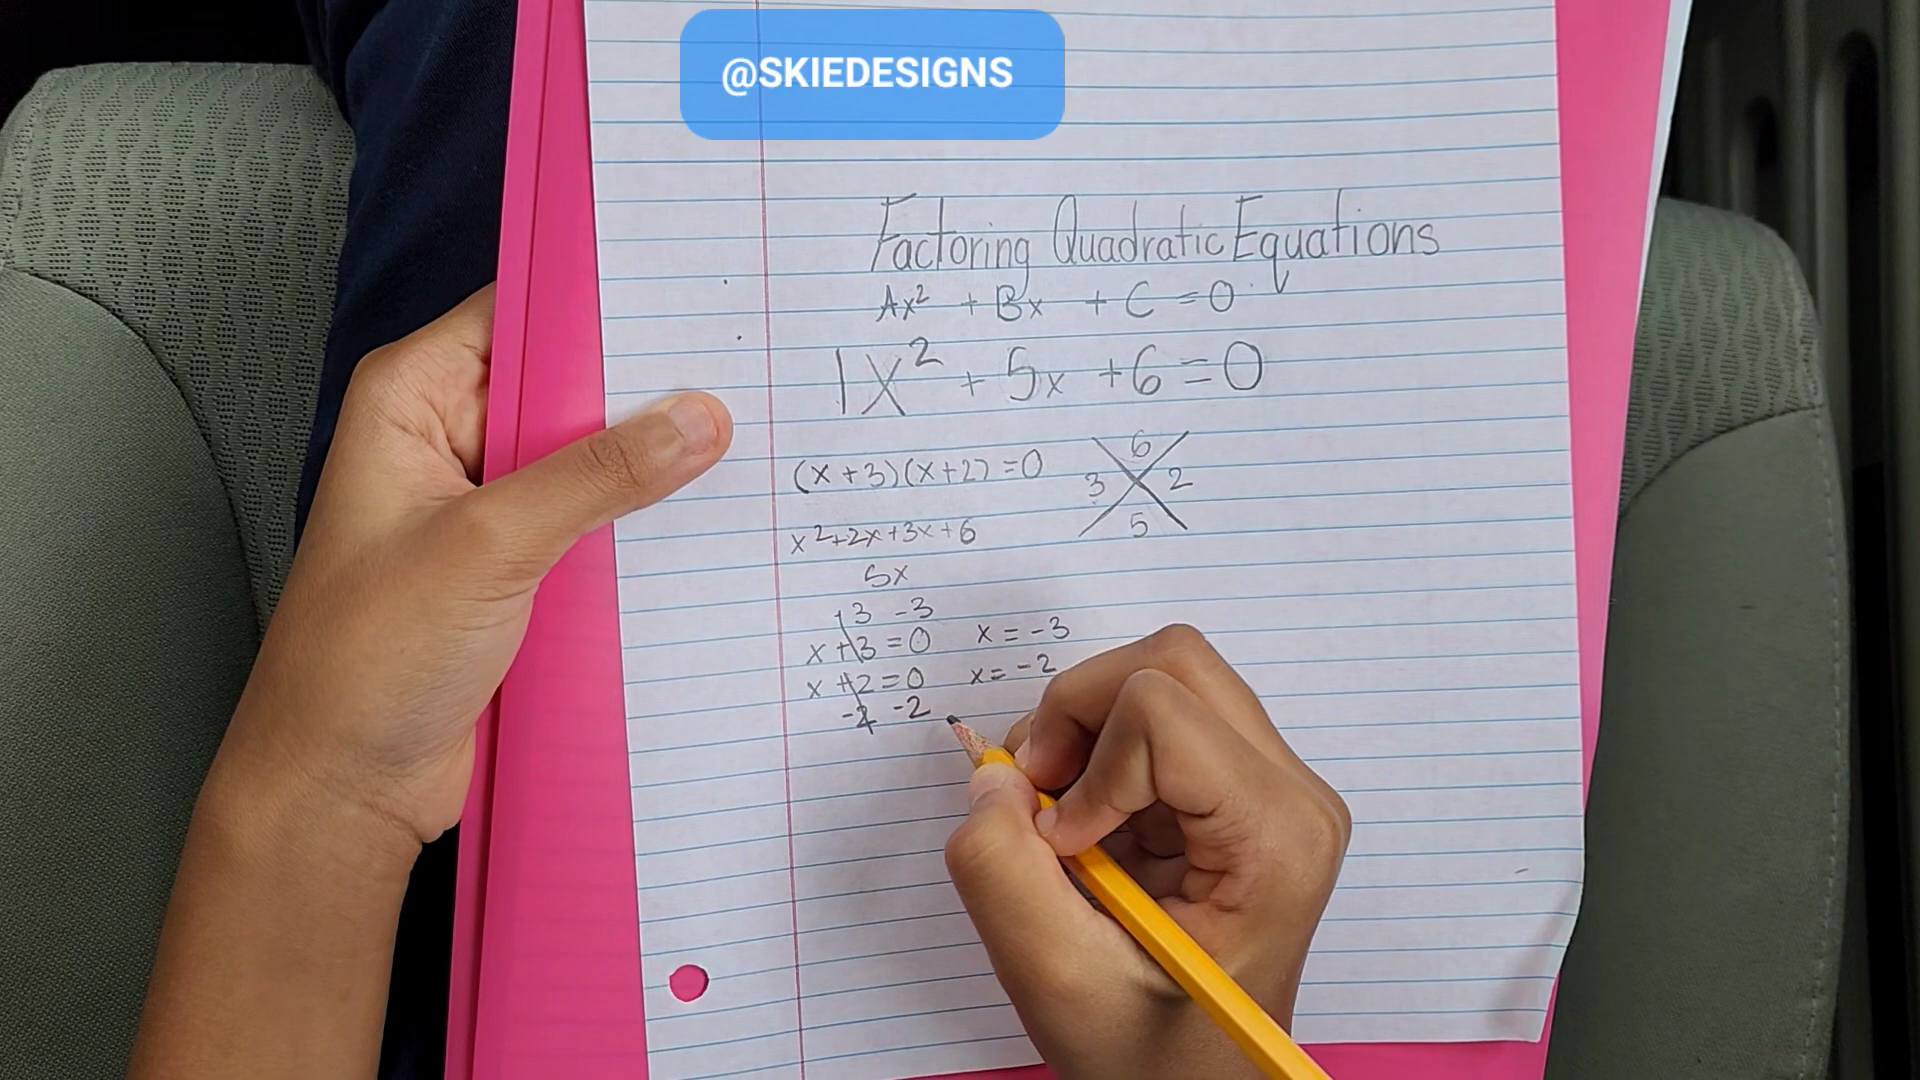 @SKIEDESIGNS
Factoring Quadratic Equations
Ax² + Bx + C = 0
1x² + 5x + 6 = 0
(x + 3)(x + 2) = 0
6
3 2
5
x² + 2x + 3x + 6
5x
-3 -3
x + 3 = 0 x = -3
x + 2 = 0 x = -2
-2 -2